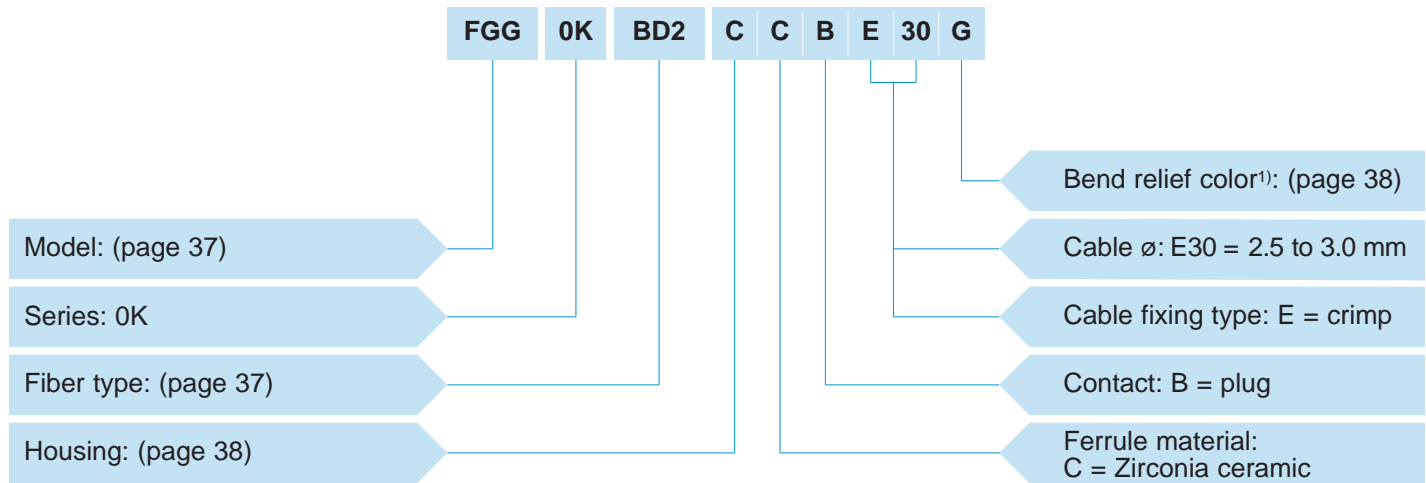 FGG 0K BD2 C C B E 30 G
Bend relief color1): (page 38)
Model: (page 37)
Cable ø: E30 = 2.5 to 3.0 mm
Series: 0K
Cable fixing type: E = crimp
Fiber type: (page 37)
Contact: B = plug
Housing: (page 38)
Ferrule material:
C = Zirconia ceramic